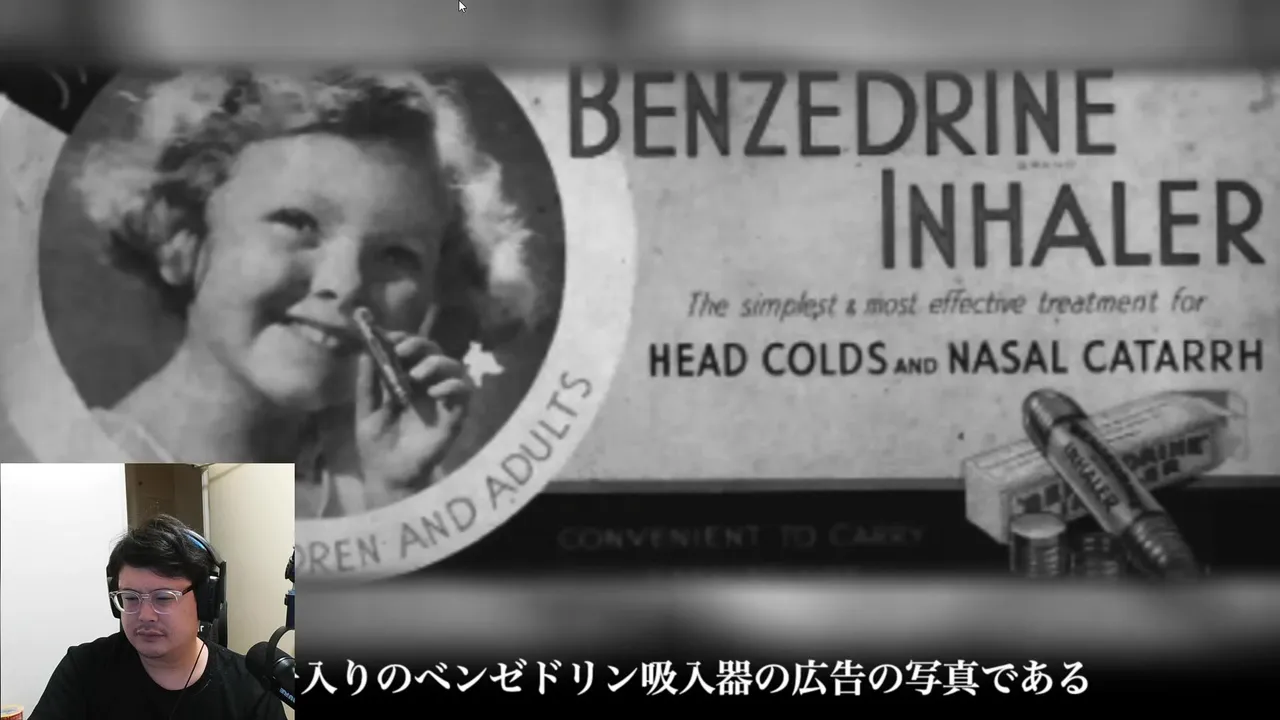 BENZEDRINE
BRAND
INHALER
The simplest & most effective treatment for
HEAD COLDS AND NASAL CATARRH
DREN AND ADULTS
INHALER
CONVENIENT TO CARRY
入りのベンゼドリン吸入器の広告の写真である